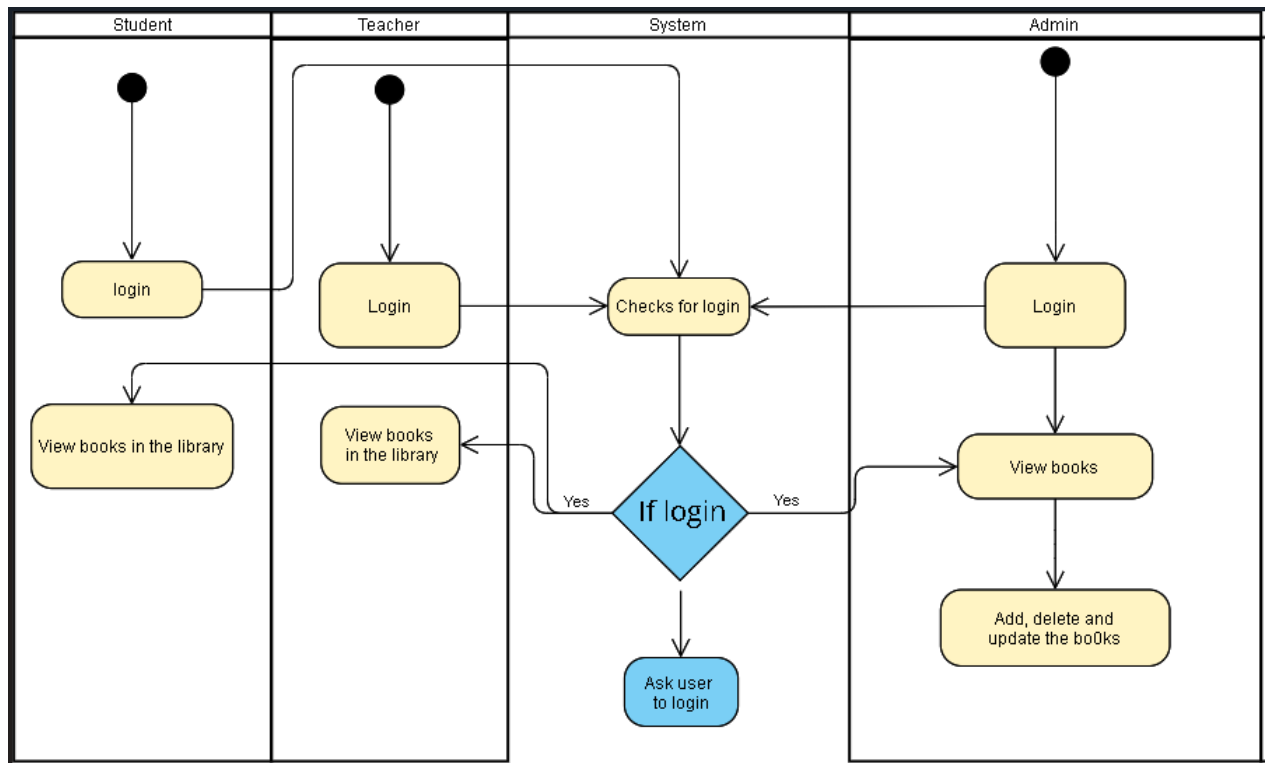 Student
Teacher
System
Admin
login
Login
Checks for login
Login
View books in the library
View books
in the library
Yes
If login
Yes
View books
Add, delete and
update the bo0ks
Ask user
to login